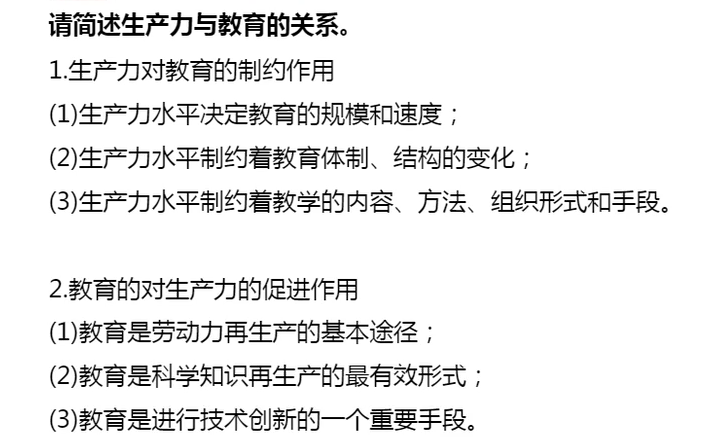 请简述生产力与教育的关系。
1.生产力对教育的制约作用
(1)生产力水平决定教育的规模和速度；
(2)生产力水平制约着教育体制、结构的变化；
(3)生产力水平制约着教学的内容、方法、组织形式和手段。
2.教育的对生产力的促进作用
(1)教育是劳动力再生产的基本途径；
(2)教育是科学知识再生产的最有效形式；
(3)教育是进行技术创新的一个重要手段。